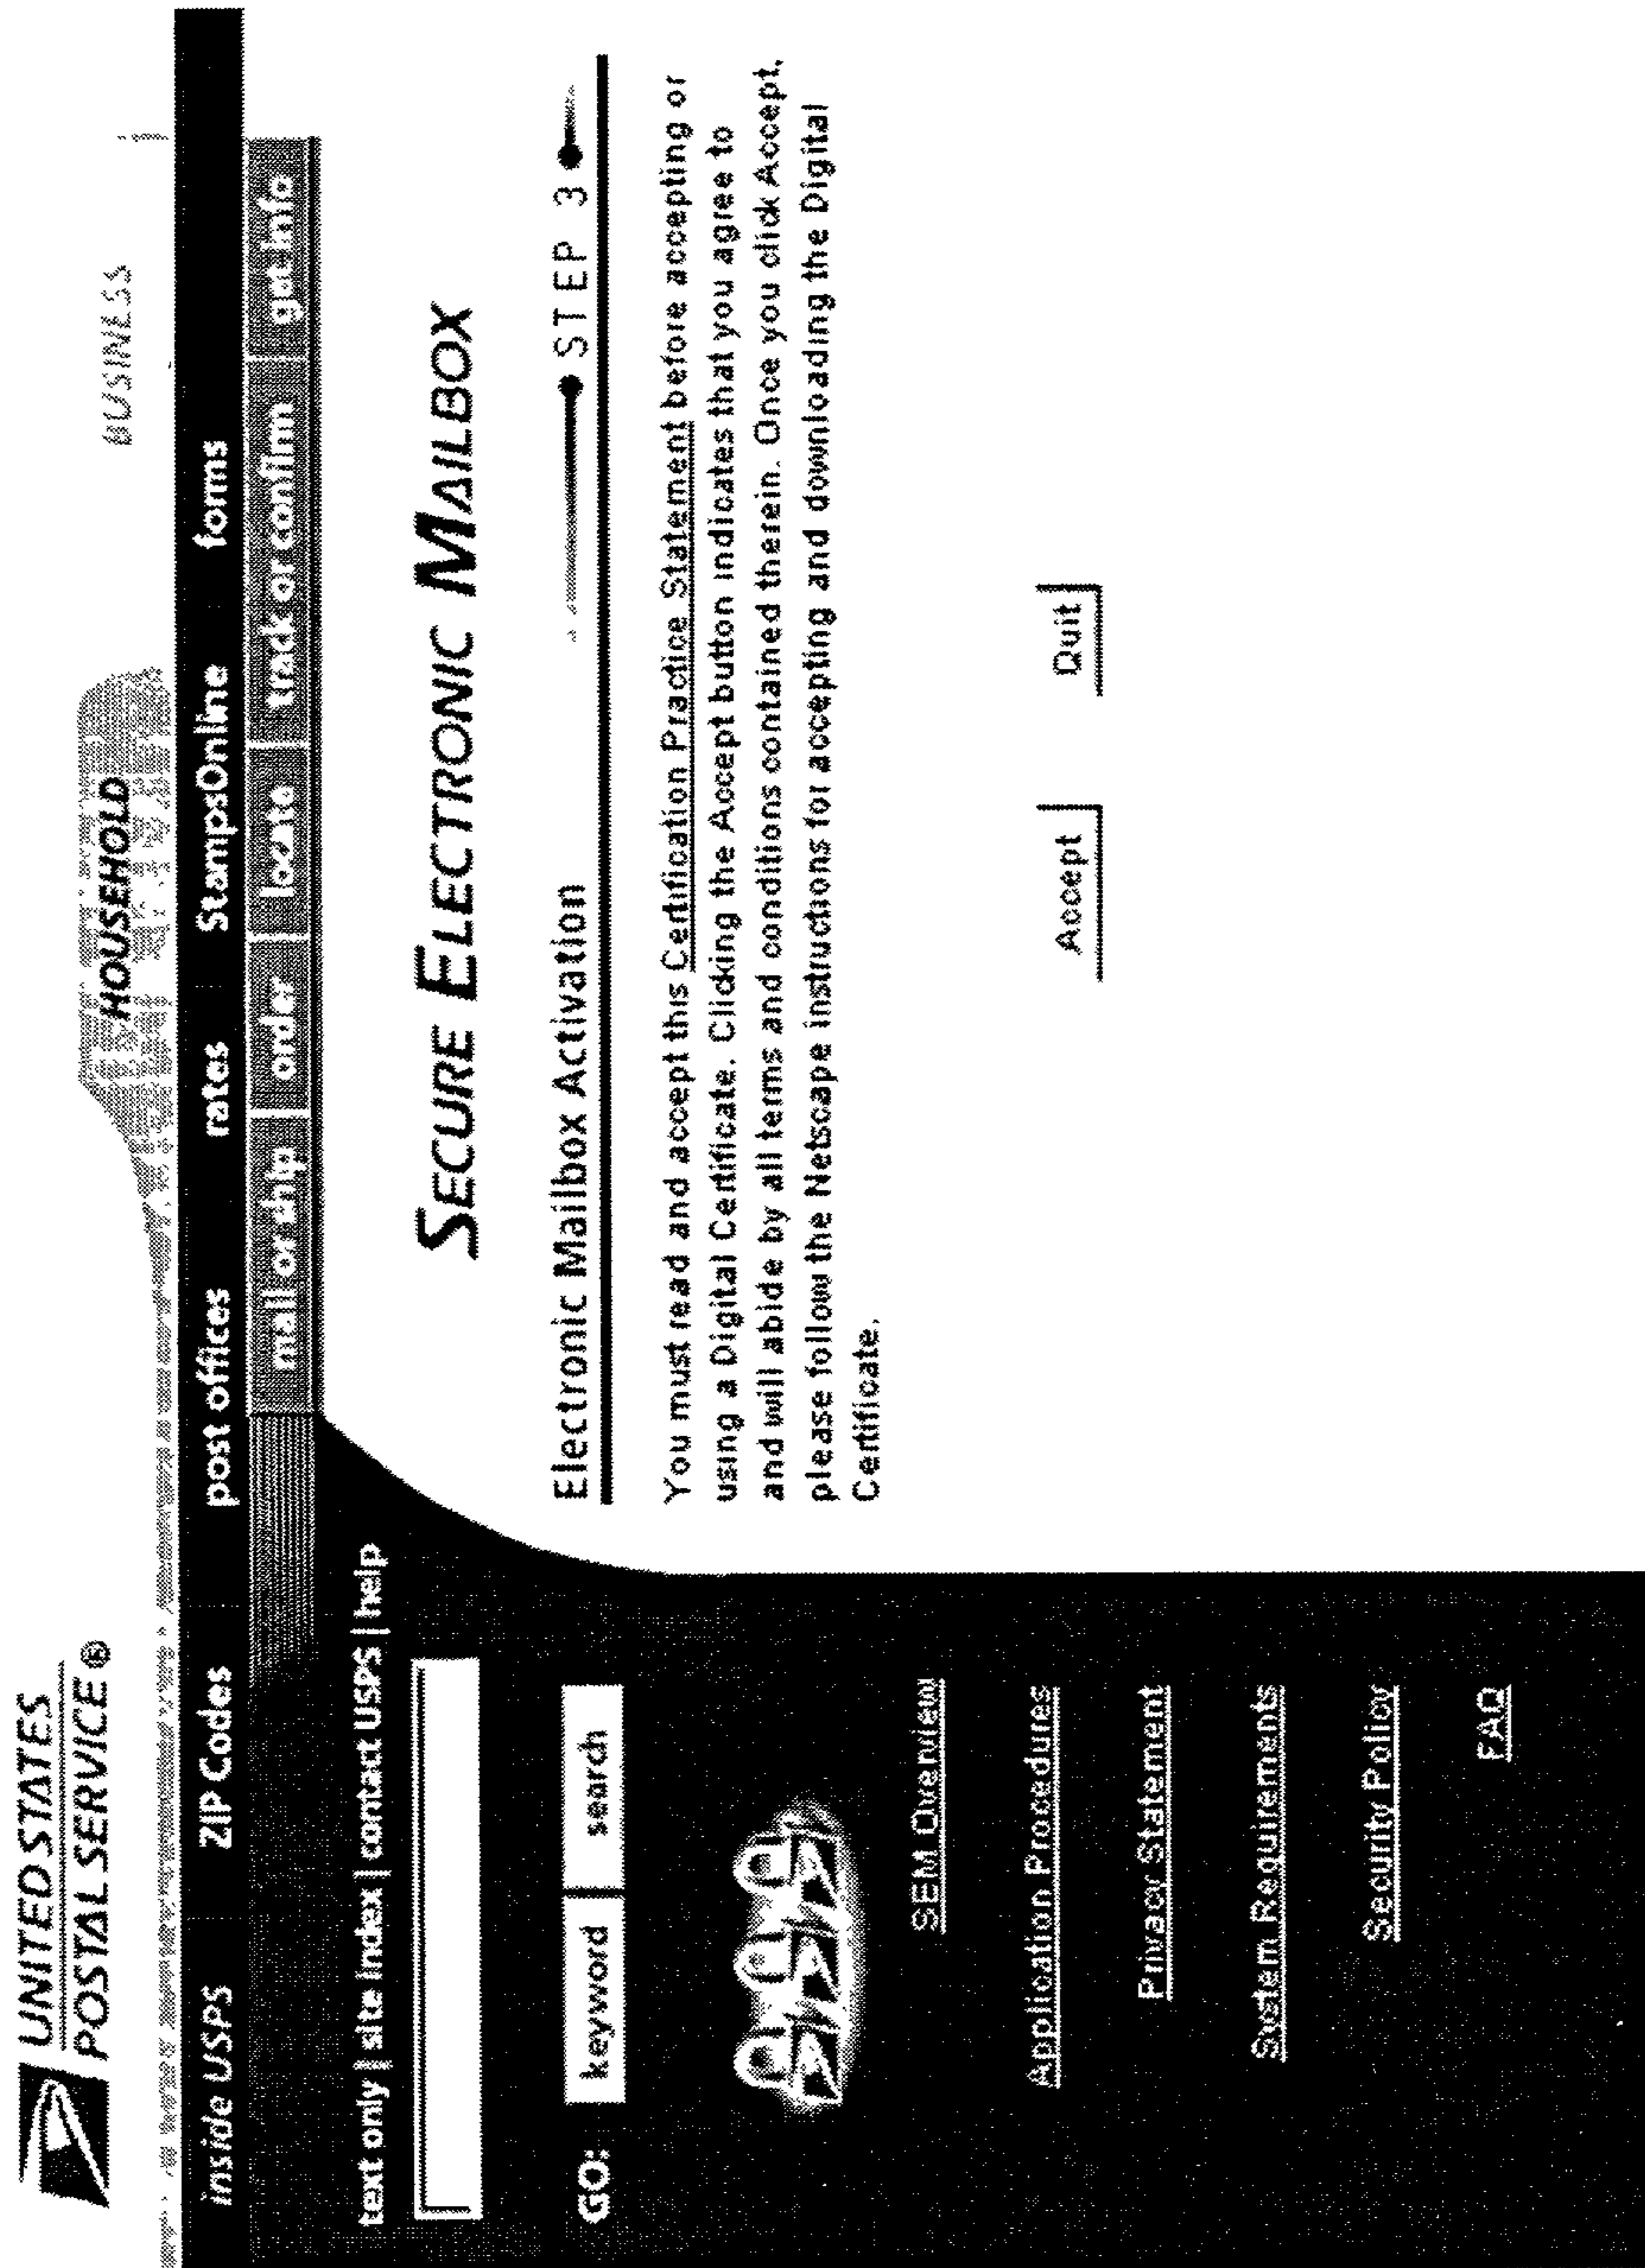 UNITED STATES
POSTAL SERVICE ®
HOUSEHOLD
BUSINESS
inside USPS ZIP Codes post offices rates StampsOnline forms
mail or ship order locate track or confirm get info
text only | site index | contact USPS | help
GO: keyword search
SEM Overview
Application Procedures
Privacy Statement
System Requirements
Security Policy
FAQ
SECURE ELECTRONIC MAILBOX
Electronic Mailbox Activation STEP 3
You must read and accept this Certification Practice Statement before accepting or
using a Digital Certificate. Clicking the Accept button indicates that you agree to
and will abide by all terms and conditions contained therein. Once you click Accept,
please follow the Netscape instructions for accepting and downloading the Digital
Certificate.
Accept Quit